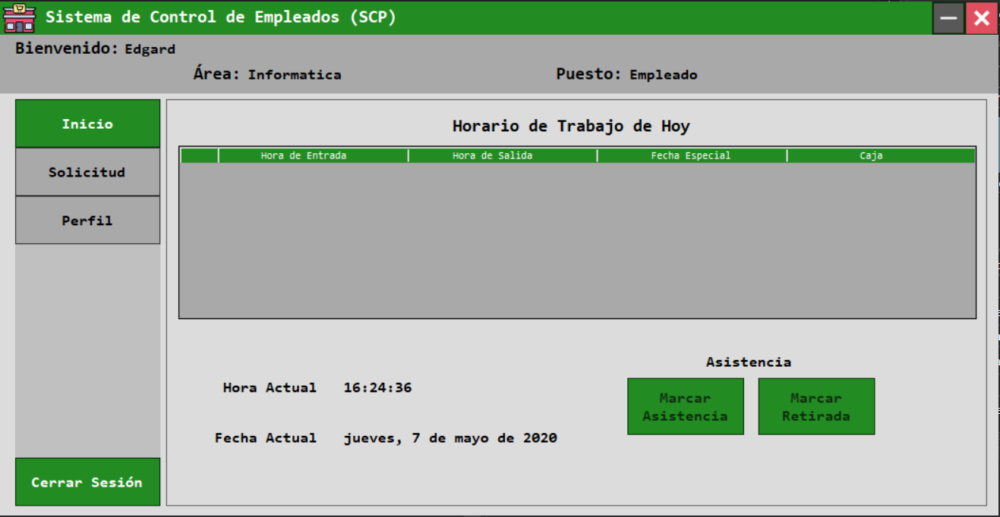 Sistema de Control de Empleados (SCP)
Bienvenido: Edgard
Área: Informatica Puesto: Empleado
Inicio
Solicitud
Perfil
Cerrar Sesión
Horario de Trabajo de Hoy
Hora de Entrada Hora de Salida Fecha Especial Caja
Hora Actual 16:24:36
Fecha Actual jueves, 7 de mayo de 2020
Asistencia
Marcar
Asistencia
Marcar
Retirada